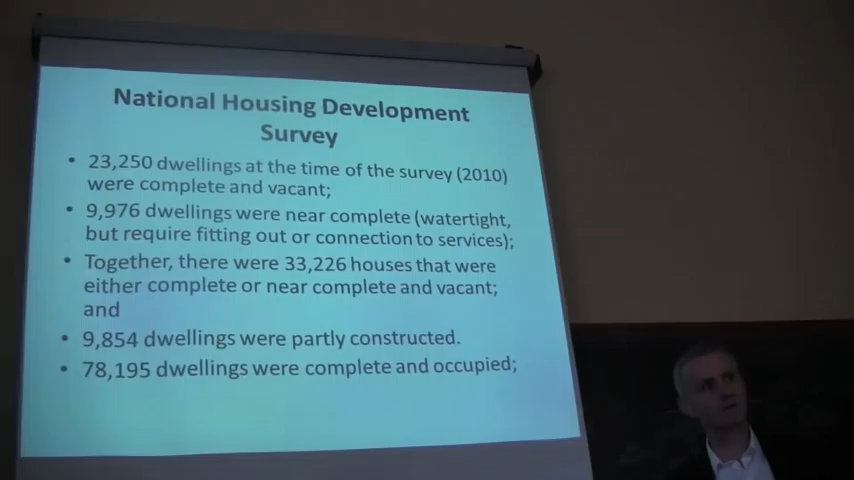 National Housing Development
Survey
• 23,250 dwellings at the time of the survey (2010)
were complete and vacant;
• 9,976 dwellings were near complete (watertight,
but require fitting out or connection to services);
• Together, there were 33,226 houses that were
either complete or near complete and vacant;
and
• 9,854 dwellings were partly constructed.
• 78,195 dwellings were complete and occupied;